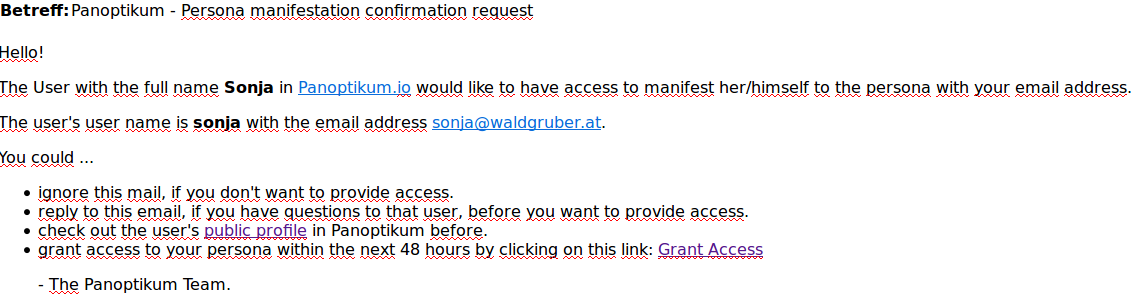 Betreff: Panoptikum - Persona manifestation confirmation request
Hello!
The User with the full name Sonja in Panoptikum.io would like to have access to manifest her/himself to the persona with your email address.
The user's user name is sonja with the email address sonja@waldgruber.at.
You could ...
• ignore this mail, if you don't want to provide access.
• reply to this email, if you have questions to that user, before you want to provide access.
• check out the user's public profile in Panoptikum before.
• grant access to your persona within the next 48 hours by clicking on this link: Grant Access
- The Panoptikum Team.